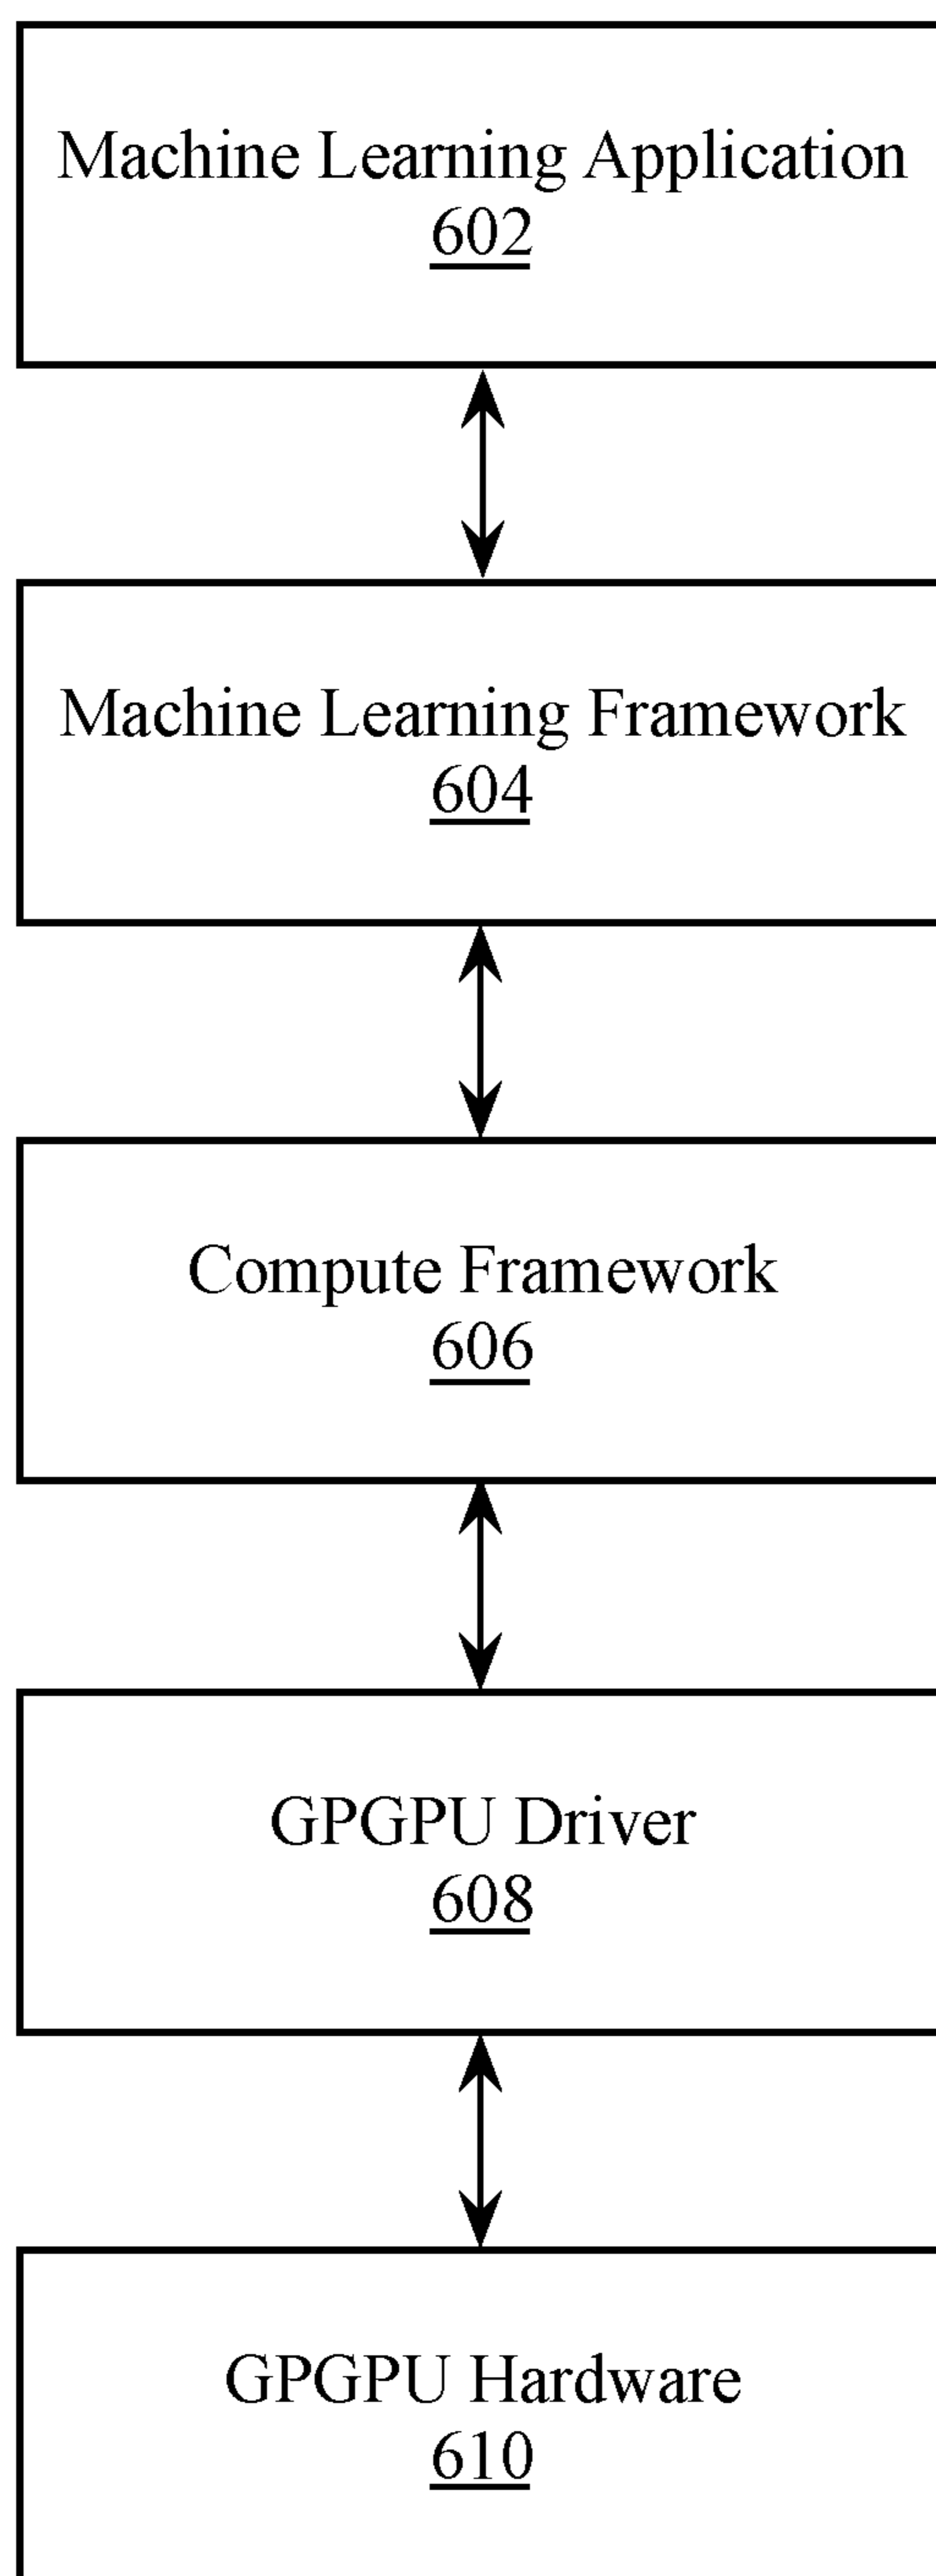 Machine Learning Application
602
Machine Learning Framework
604
Compute Framework
606
GPGPU Driver
608
GPGPU Hardware
610